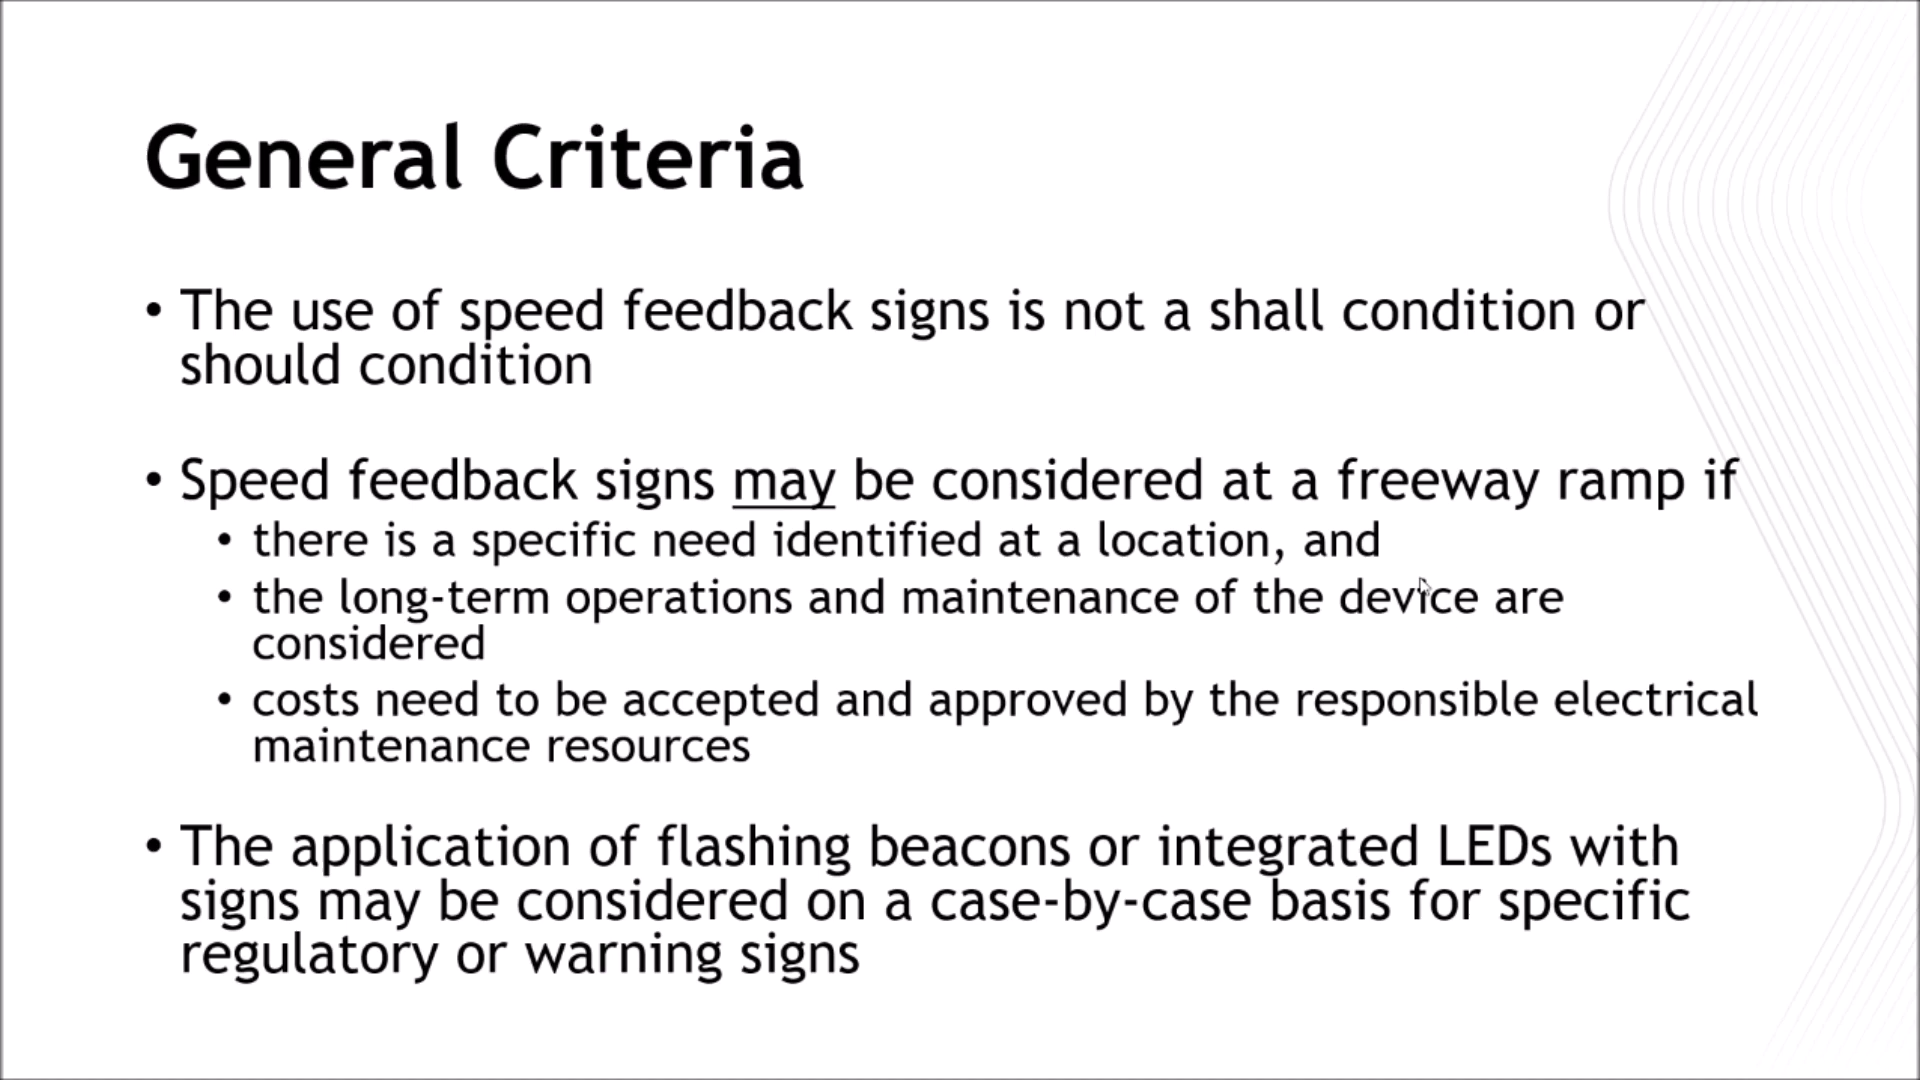 General Criteria
• The use of speed feedback signs is not a shall condition or
should condition
• Speed feedback signs may be considered at a freeway ramp if
• there is a specific need identified at a location, and
• the long-term operations and maintenance of the device are
considered
• costs need to be accepted and approved by the responsible electrical
maintenance resources
• The application of flashing beacons or integrated LEDs with
signs may be considered on a case-by-case basis for specific
regulatory or warning signs